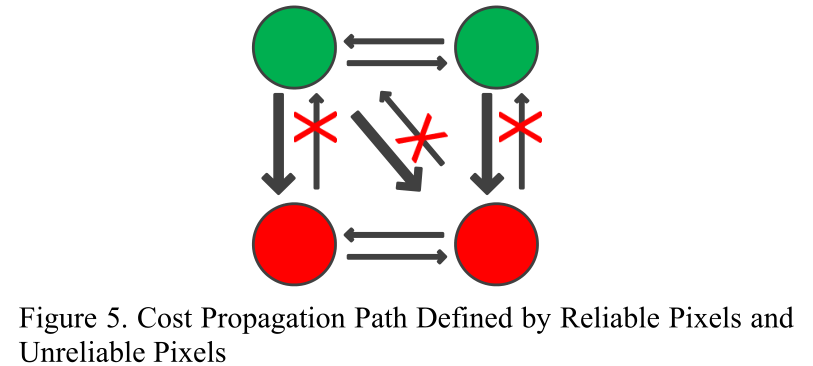 Figure 5. Cost Propagation Path Defined by Reliable Pixels and
Unreliable Pixels